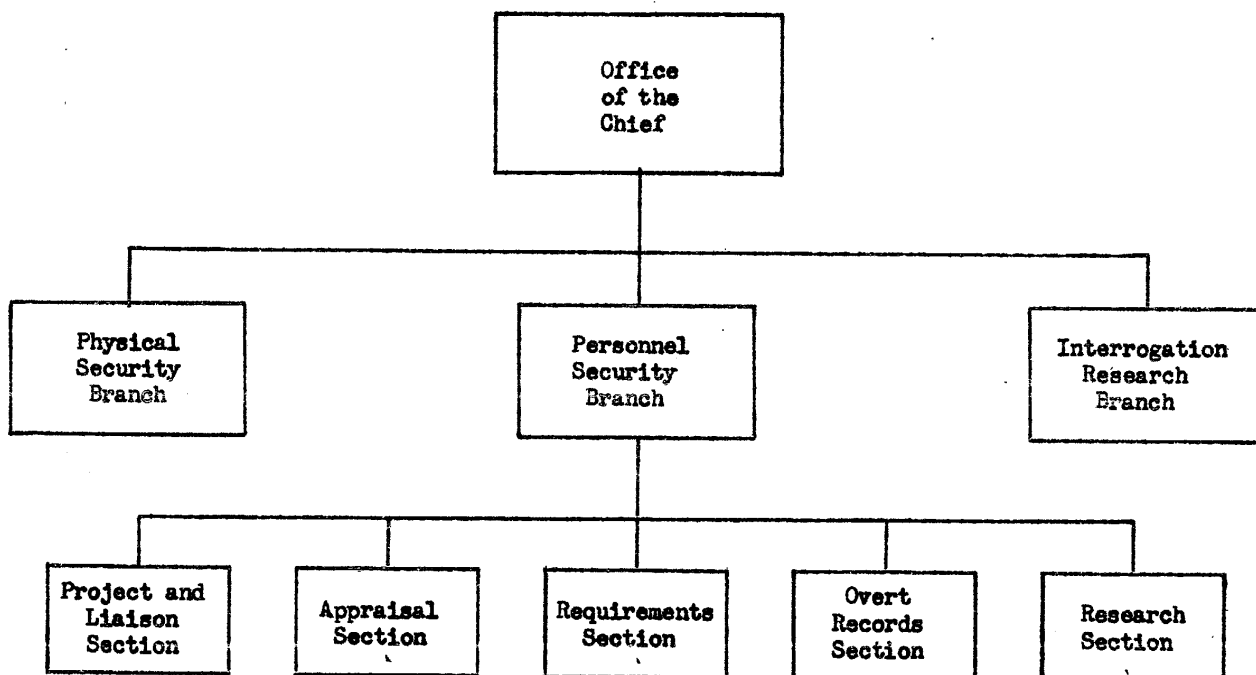 Office
of the
Chief
Physical
Security
Branch
Personnel
Security
Branch
Interrogation
Research
Branch
Project and
Liaison
Section
Appraisal
Section
Requirements
Section
Overt
Records
Section
Research
Section